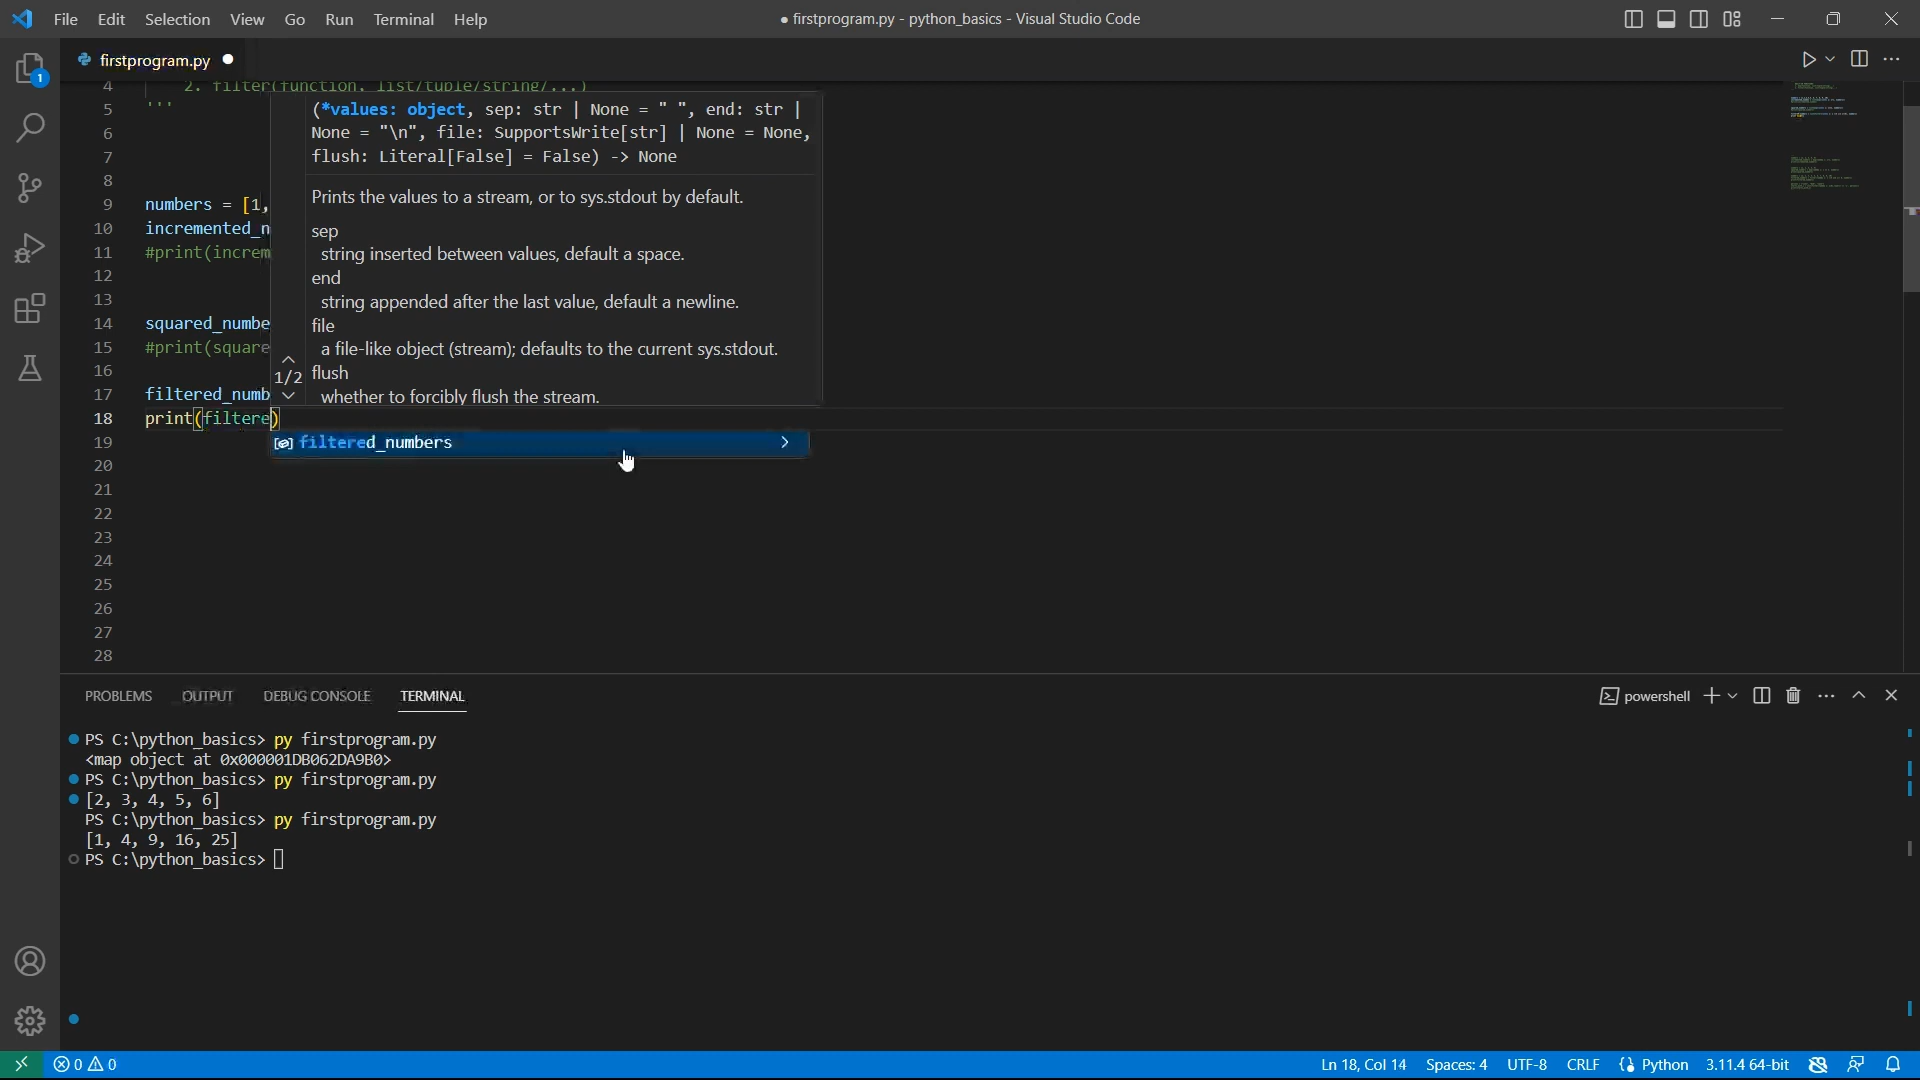 File Edit Selection View Go Run Terminal Help
● firstprogram.py - python_basics - Visual Studio Code
1
firstprogram.py
4 2. filter(function, list/tuple/string/...)
5 '''
6
7
8
9 numbers = [1,
10 incremented_n
11 #print(increm
12
13
14 squared_numbe
15 #print(square
16
17 filtered_numb
18 print(filtere)
19
20
21
22
23
24
25
26
27
28
(*values: object, sep: str | None = " ", end: str |
None = "\n", file: SupportsWrite[str] | None = None,
flush: Literal[False] = False) -> None
Prints the values to a stream, or to sys.stdout by default.
sep
string inserted between values, default a space.
end
string appended after the last value, default a newline.
file
a file-like object (stream); defaults to the current sys.stdout.
1/2
flush
whether to forcibly flush the stream.
filtered_numbers
PROBLEMS OUTPUT DEBUG CONSOLE TERMINAL
powershell
PS C:\python_basics> py firstprogram.py
<map object at 0x000001DB062DA9B0>
PS C:\python_basics> py firstprogram.py
[2, 3, 4, 5, 6]
PS C:\python_basics> py firstprogram.py
[1, 4, 9, 16, 25]
PS C:\python_basics>
0 0
Ln 18, Col 14 Spaces: 4 UTF-8 CRLF Python 3.11.4 64-bit